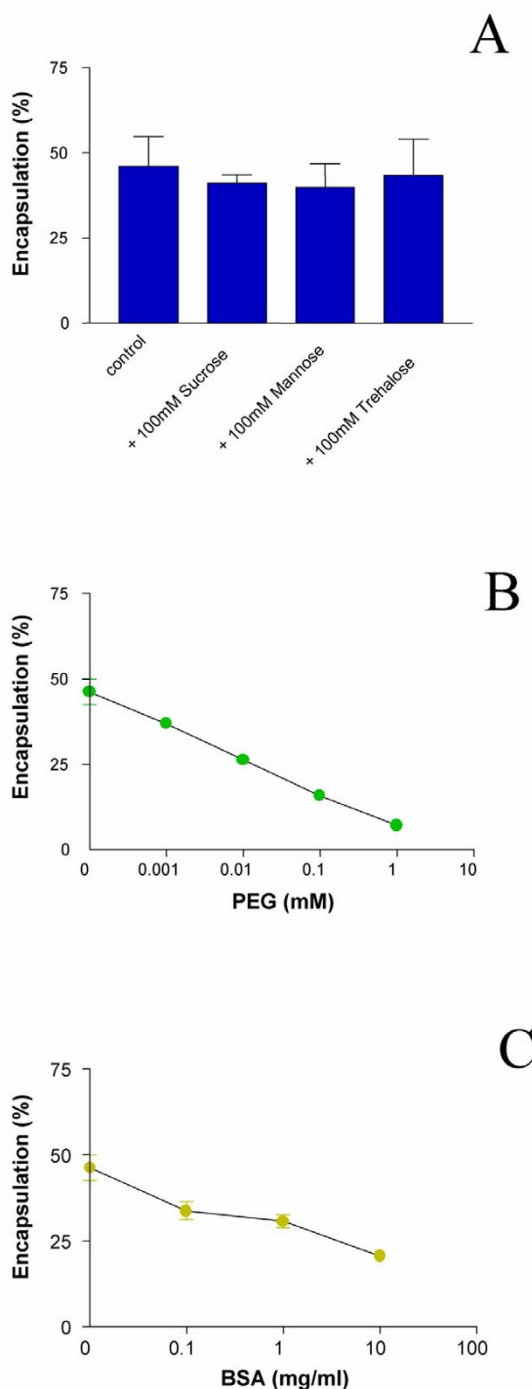 A
Encapsulation (%)
75
50
25
0
control
+ 100mM Sucrose
+ 100mM Mannose
+ 100mM Trehalose
B
Encapsulation (%)
75
50
25
0
0 0.001 0.01 0.1 1 10
PEG (mM)
C
Encapsulation (%)
75
50
25
0
0 0.1 1 10 100
BSA (mg/ml)